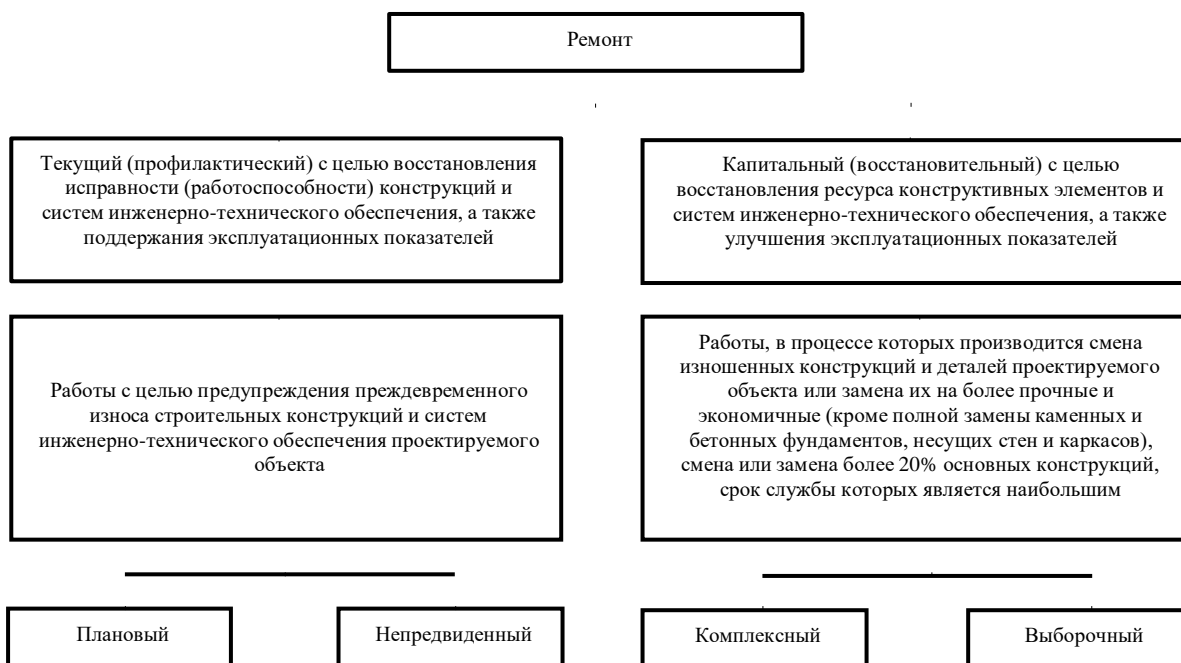 Ремонт
Текущий (профилактический) с целью восстановления
исправности (работоспособности) конструкций и
систем инженерно-технического обеспечения, а также
поддержания эксплуатационных показателей
Капитальный (восстановительный) с целью
восстановления ресурса конструктивных элементов и
систем инженерно-технического обеспечения, а также
улучшения эксплуатационных показателей
Работы с целью предупреждения преждевременного
износа строительных конструкций и систем
инженерно-технического обеспечения проектируемого
объекта
Работы, в процессе которых производится смена
изношенных конструкций и деталей проектируемого
объекта или замена их на более прочные и
экономичные (кроме полной замены каменных и
бетонных фундаментов, несущих стен и каркасов),
смена или замена более 20% основных конструкций,
срок службы которых является наибольшим
Плановый
Непредвиденный
Комплексный
Выборочный